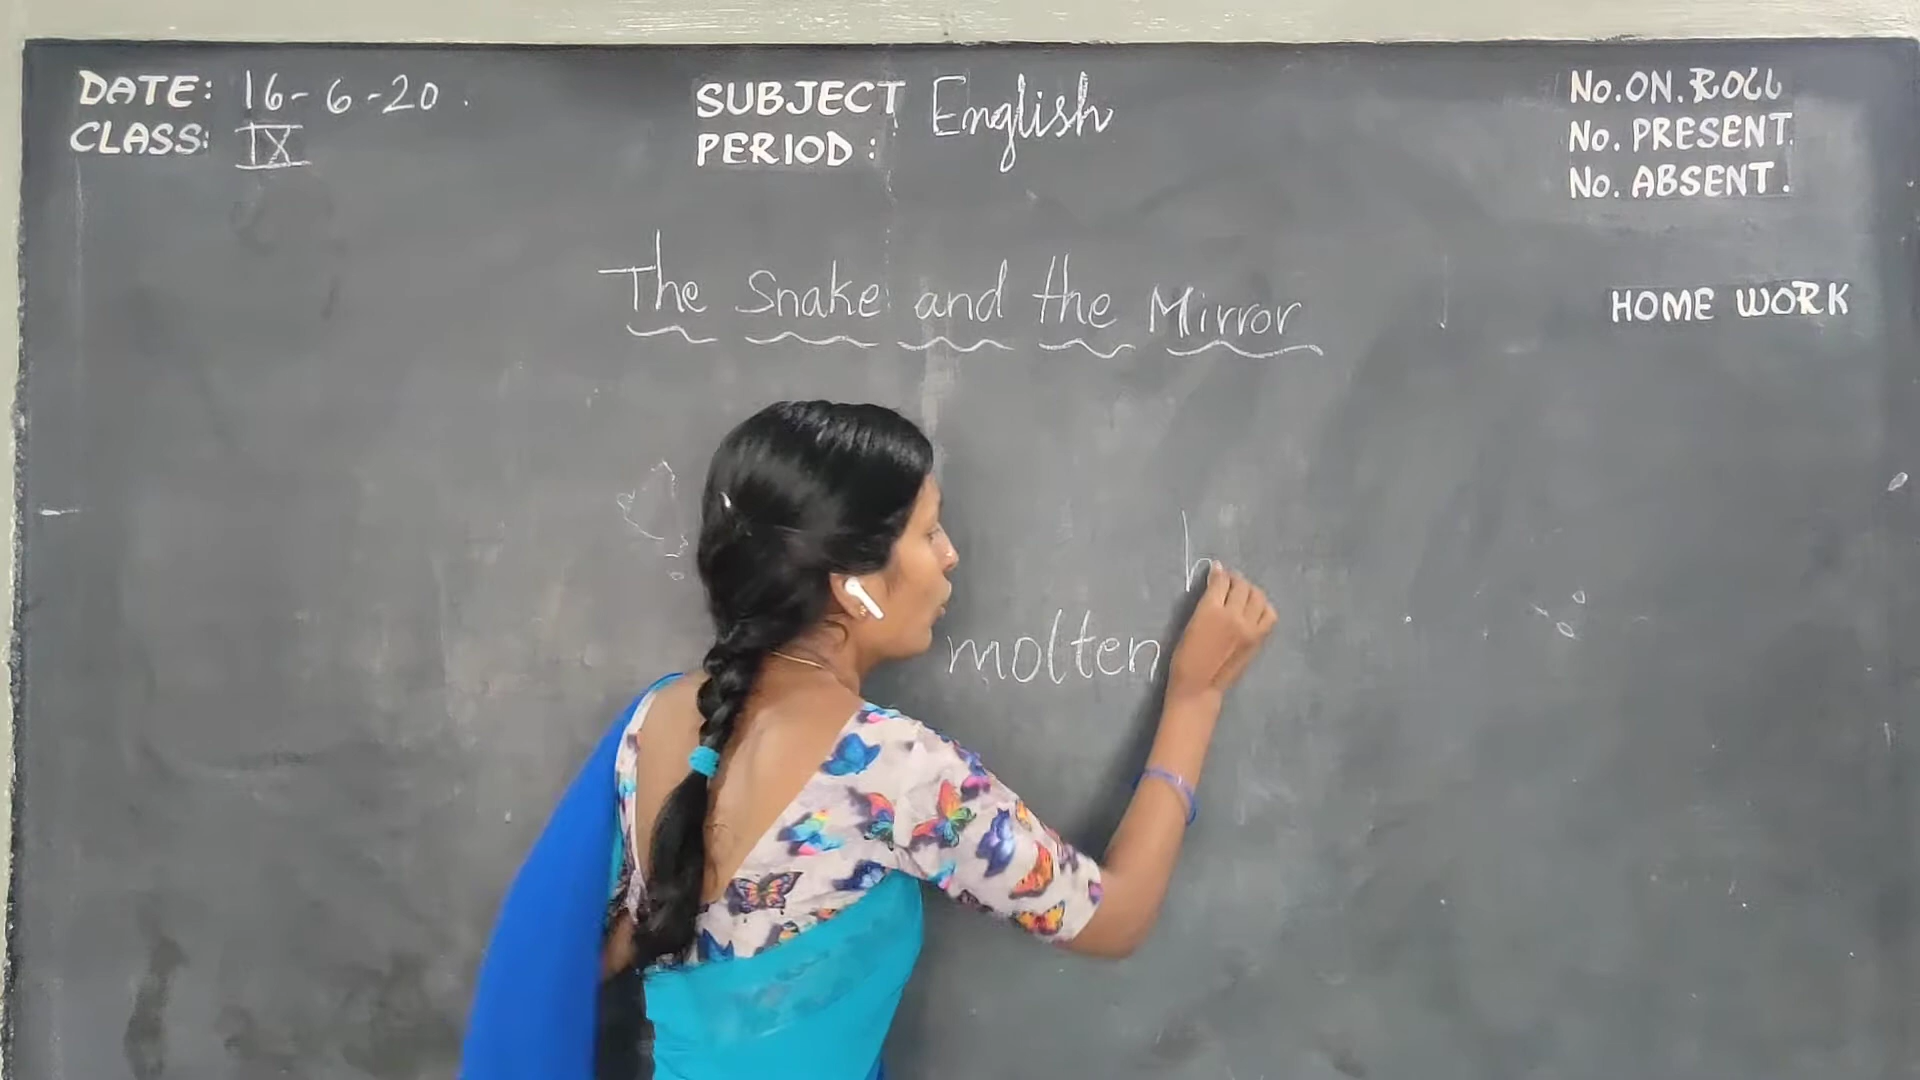 DATE: 16-6-20.
CLASS: IX
SUBJECT English
PERIOD:
No. ON. ROLL
No. PRESENT.
No. ABSENT.
The Snake and the Mirror
HOME WORK
h
molten